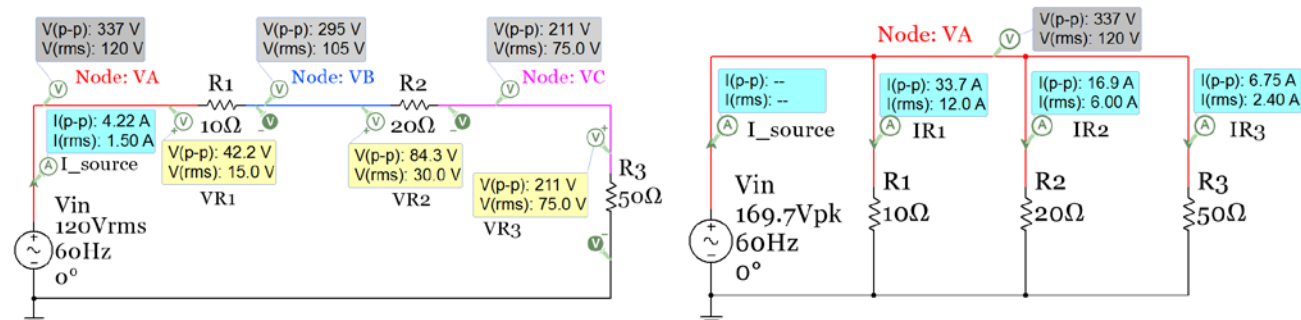 V(p-p): 337 V
V(rms): 120 V
V(p-p): 295 V
V(rms): 105 V
V(p-p): 211 V
V(rms): 75.0 V
Node: VA
R1
Node: VB
R2
Node: VC
V
V
V
I(p-p): 4.22 A
I(rms): 1.50 A
V
+
10Ω
-
V
V
+
20Ω
-
V
A
I_source
V(p-p): 42.2 V
V(rms): 15.0 V
VR1
V(p-p): 84.3 V
V(rms): 30.0 V
VR2
V
+
V(p-p): 211 V
V(rms): 75.0 V
VR3
R3
50Ω
-
V
Vin
120Vrms
60Hz
0°
+
-
Node: VA
V
V(p-p): 337 V
V(rms): 120 V
I(p-p): --
I(rms): --
I(p-p): 33.7 A
I(rms): 12.0 A
I(p-p): 16.9 A
I(rms): 6.00 A
I(p-p): 6.75 A
I(rms): 2.40 A
A
I_source
A
IR1
A
IR2
A
IR3
Vin
169.7Vpk
60Hz
0°
+
-
R1
10Ω
R2
20Ω
R3
50Ω